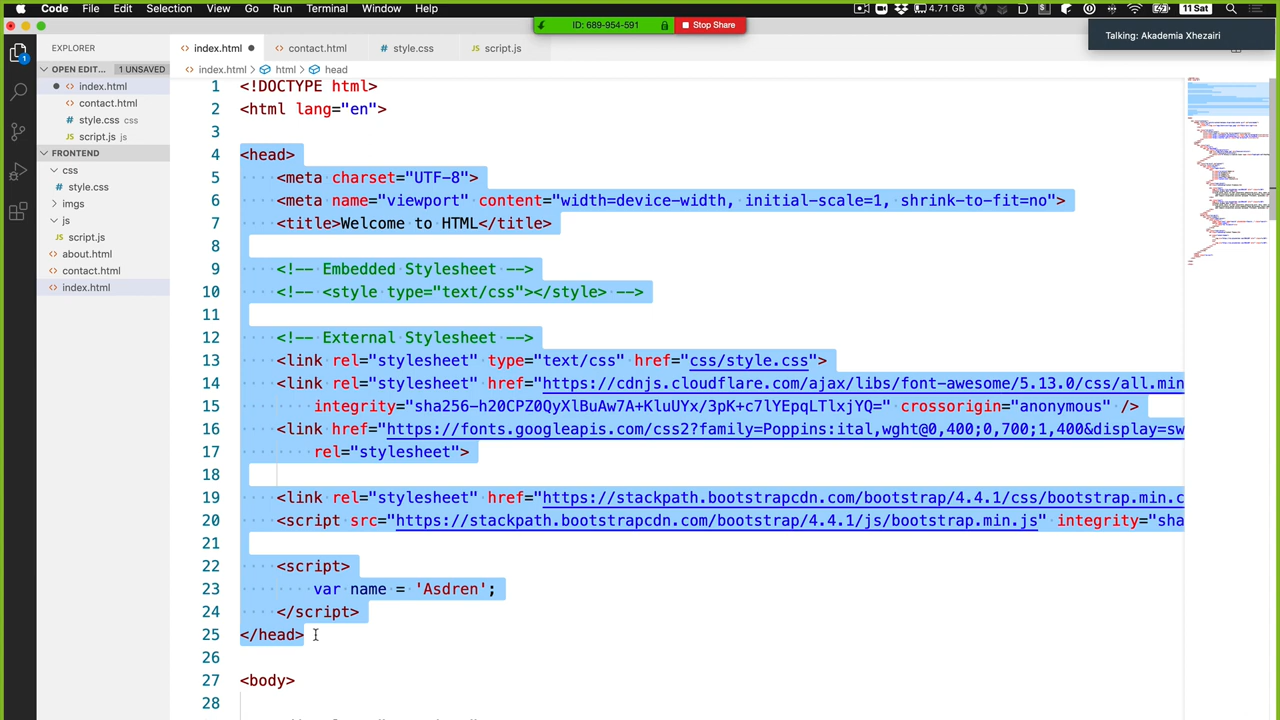 Code File Edit Selection View Go Run Terminal Window Help 4.71 GB 11 Sat
ID: 689-954-591 Stop Share
Talking: Akademia Xhezairi
EXPLORER
OPEN EDIT... 1 UNSAVED
index.html
contact.html
style.css css
script.js js
FRONTEND
css
style.css
imgs
js
script.js
about.html
contact.html
index.html
1
index.html contact.html style.css script.js
index.html > html > head
1 <!DOCTYPE html>
2 <html lang="en">
3
4 <head>
5 <meta charset="UTF-8">
6 <meta name="viewport" content="width=device-width, initial-scale=1, shrink-to-fit=no">
7 <title>Welcome to HTML</title>
8
9 <!-- Embedded Stylesheet -->
10 <!-- <style type="text/css"></style> -->
11
12 <!-- External Stylesheet -->
13 <link rel="stylesheet" type="text/css" href="css/style.css">
14 <link rel="stylesheet" href="https://cdnjs.cloudflare.com/ajax/libs/font-awesome/5.13.0/css/all.min
15 integrity="sha256-h20CPZ0QyXlBuAw7A+KluUYx/3pK+c7lYEpqLTlxjYQ=" crossorigin="anonymous" />
16 <link href="https://fonts.googleapis.com/css2?family=Poppins:ital,wght@0,400;0,700;1,400&display=sw
17 rel="stylesheet">
18
19 <link rel="stylesheet" href="https://stackpath.bootstrapcdn.com/bootstrap/4.4.1/css/bootstrap.min.c
20 <script src="https://stackpath.bootstrapcdn.com/bootstrap/4.4.1/js/bootstrap.min.js" integrity="sha
21
22 <script>
23 var name = 'Asdren';
24 </script>
25 </head>
26
27 <body>
28